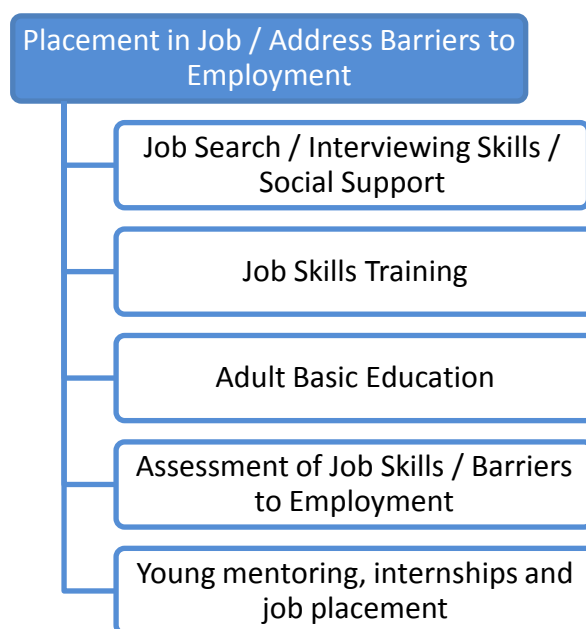 Placement in Job / Address Barriers to
Employment
Job Search / Interviewing Skills /
Social Support
Job Skills Training
Adult Basic Education
Assessment of Job Skills / Barriers
to Employment
Young mentoring, internships and
job placement